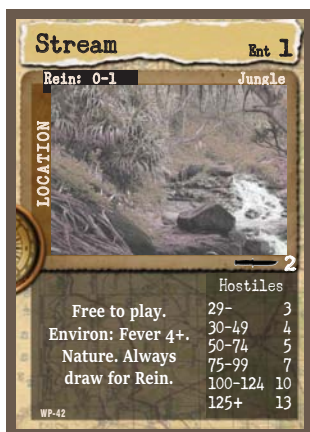 Stream
Ent 1
Rein: 0-1
Jungle
LOCATION
2
Hostiles
29- 3
30-49 4
50-74 5
75-99 7
100-124 10
125+ 13
Free to play.
Environ: Fever 4+.
Nature. Always
draw for Rein.
WP-42